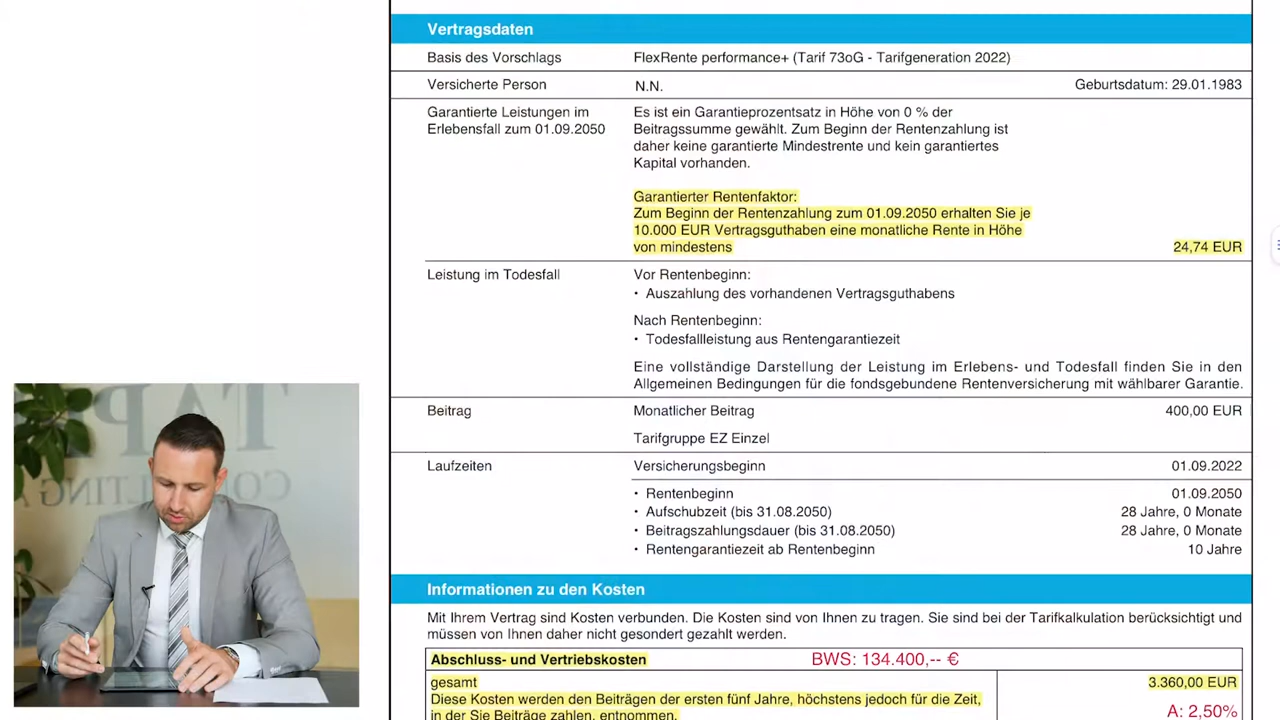 Vertragsdaten
Basis des Vorschlags FlexRente performance+ (Tarif 73oG - Tarifgeneration 2022)
Versicherte Person N.N. Geburtsdatum: 29.01.1983
Garantierte Leistungen im Es ist ein Garantieprozentsatz in Höhe von 0 % der
Erlebensfall zum 01.09.2050 Beitragssumme gewählt. Zum Beginn der Rentenzahlung ist
daher keine garantierte Mindestrente und kein garantiertes
Kapital vorhanden.
Garantierter Rentenfaktor:
Zum Beginn der Rentenzahlung zum 01.09.2050 erhalten Sie je
10.000 EUR Vertragsguthaben eine monatliche Rente in Höhe
von mindestens 24,74 EUR
Leistung im Todesfall Vor Rentenbeginn:
• Auszahlung des vorhandenen Vertragsguthabens
Nach Rentenbeginn:
• Todesfallleistung aus Rentengarantiezeit
Eine vollständige Darstellung der Leistung im Erlebens- und Todesfall finden Sie in den
Allgemeinen Bedingungen für die fondsgebundene Rentenversicherung mit wählbarer Garantie.
Beitrag Monatlicher Beitrag 400,00 EUR
Tarifgruppe EZ Einzel
Laufzeiten Versicherungsbeginn 01.09.2022
• Rentenbeginn 01.09.2050
• Aufschubzeit (bis 31.08.2050) 28 Jahre, 0 Monate
• Beitragszahlungsdauer (bis 31.08.2050) 28 Jahre, 0 Monate
• Rentengarantiezeit ab Rentenbeginn 10 Jahre
Informationen zu den Kosten
Mit Ihrem Vertrag sind Kosten verbunden. Die Kosten sind von Ihnen zu tragen. Sie sind bei der Tarifkalkulation berücksichtigt und
müssen von Ihnen daher nicht gesondert gezahlt werden.
Abschluss- und Vertriebskosten BWS: 134.400,-- €
gesamt 3.360,00 EUR
Diese Kosten werden den Beiträgen der ersten fünf Jahre, höchstens jedoch für die Zeit,
in der Sie Beiträge zahlen, entnommen. A: 2,50%